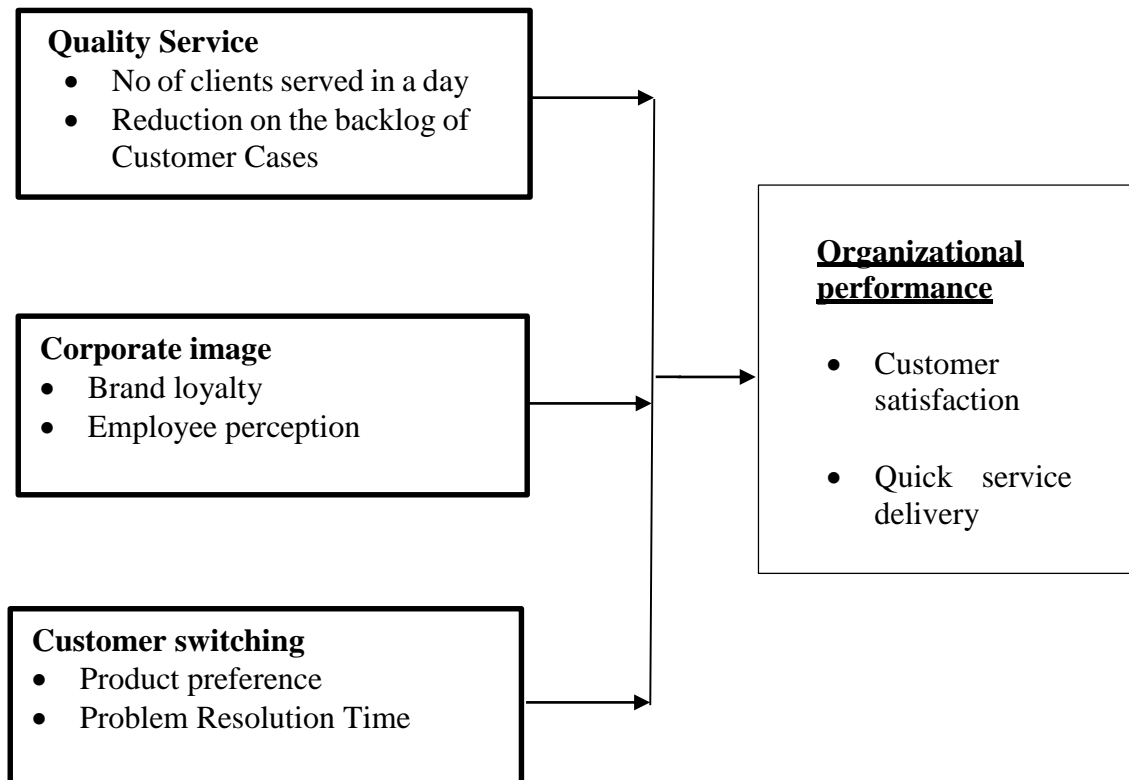 Quality Service
• No of clients served in a day
• Reduction on the backlog of
Customer Cases
Corporate image
• Brand loyalty
• Employee perception
Customer switching
• Product preference
• Problem Resolution Time
Organizational
performance
• Customer
satisfaction
• Quick service
delivery